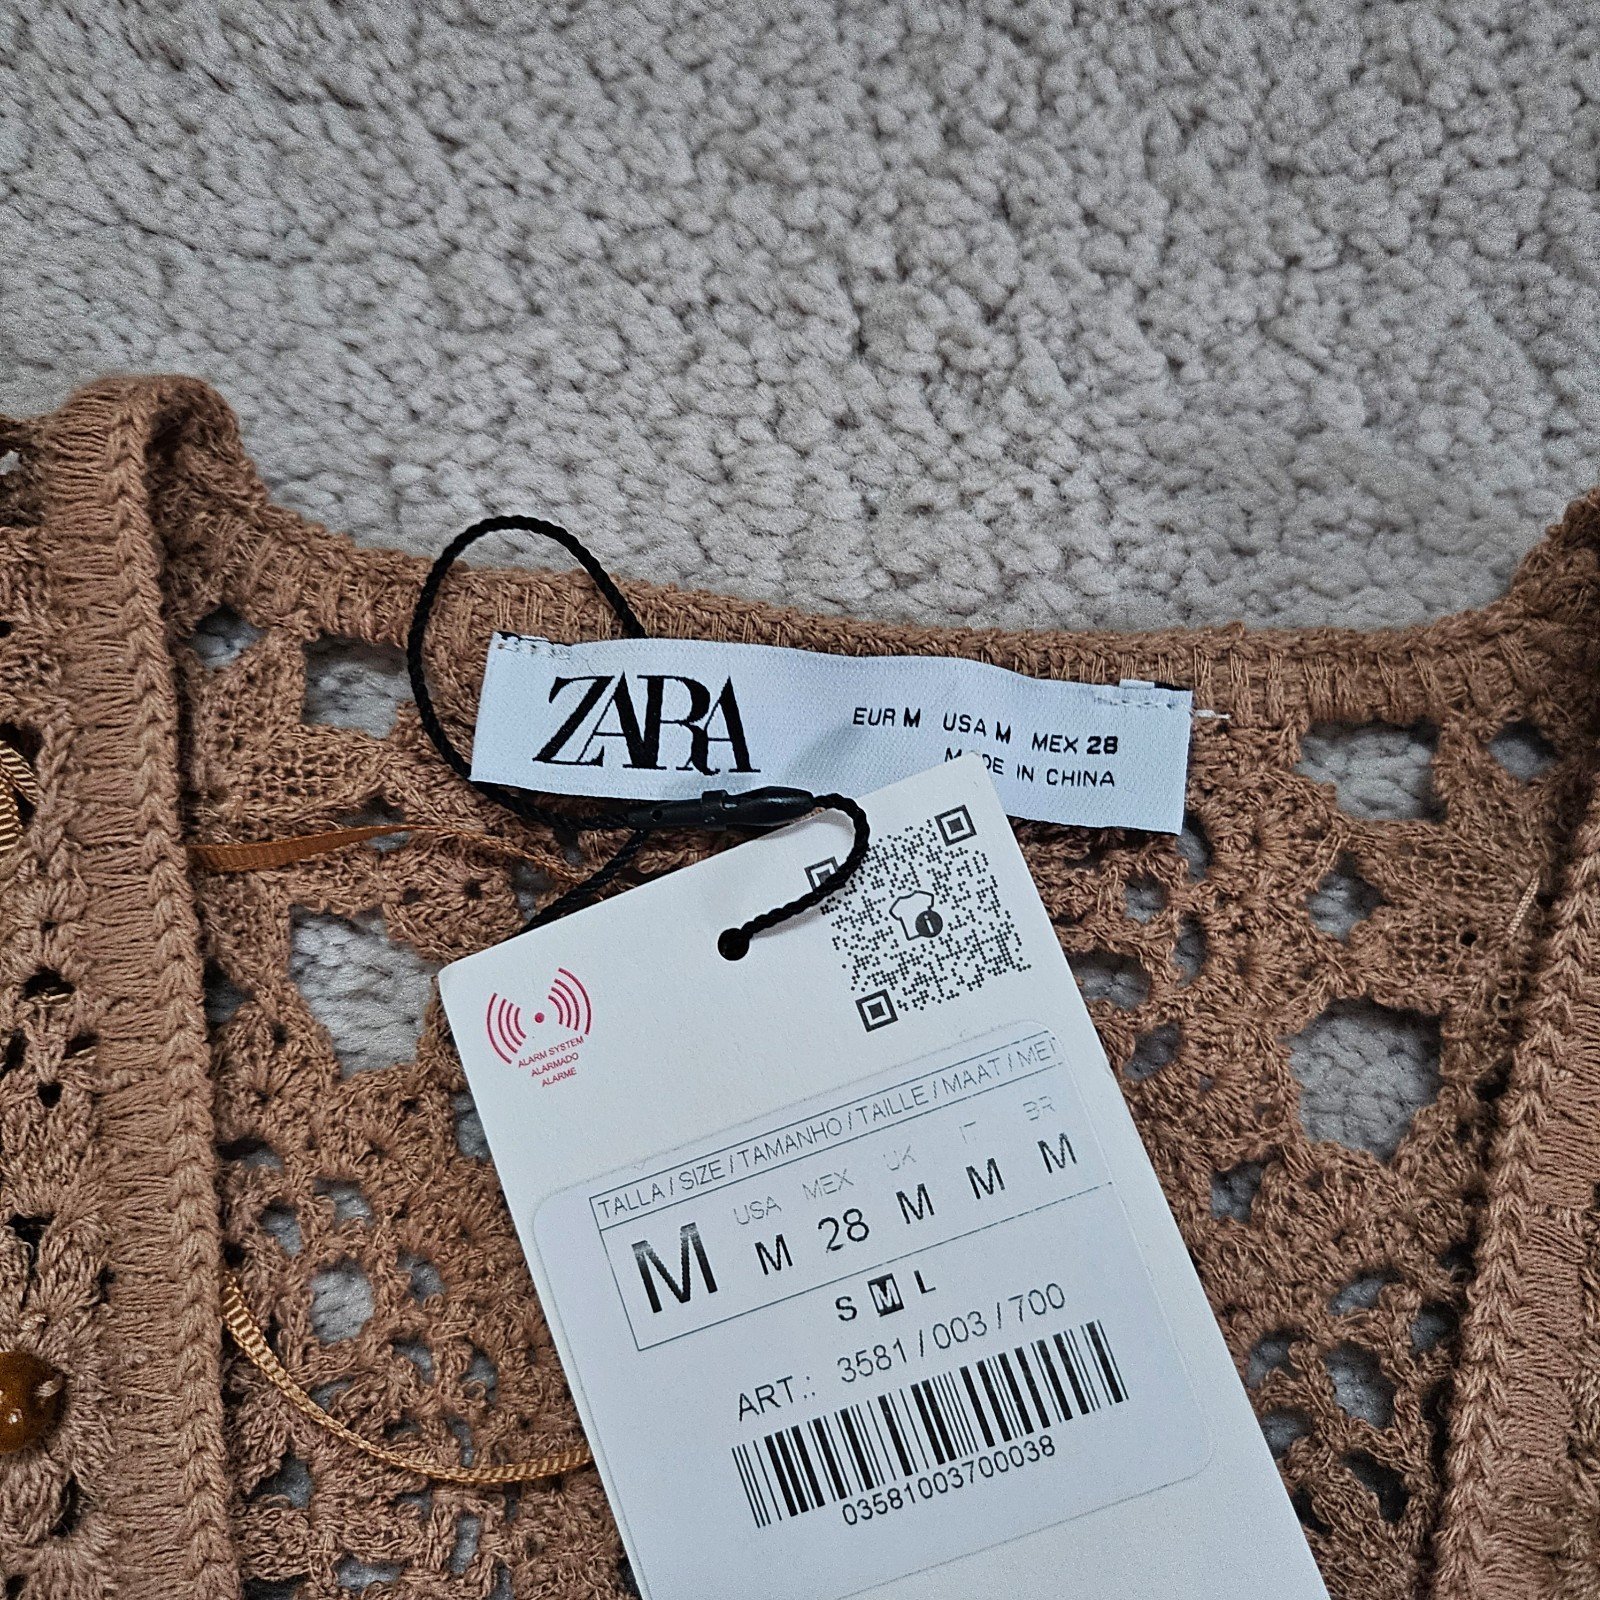 ZARA
EUR M USA M MEX 28
MADE IN CHINA
ALARM SYSTEM
ALARMADO
ALARME
TALLA / SIZE / TAMANHO / TAILLE / MAAT /
USA MEX UK IT BR
M M 28 M M M
S M L
ART.: 3581 / 003 / 700
03581003700038